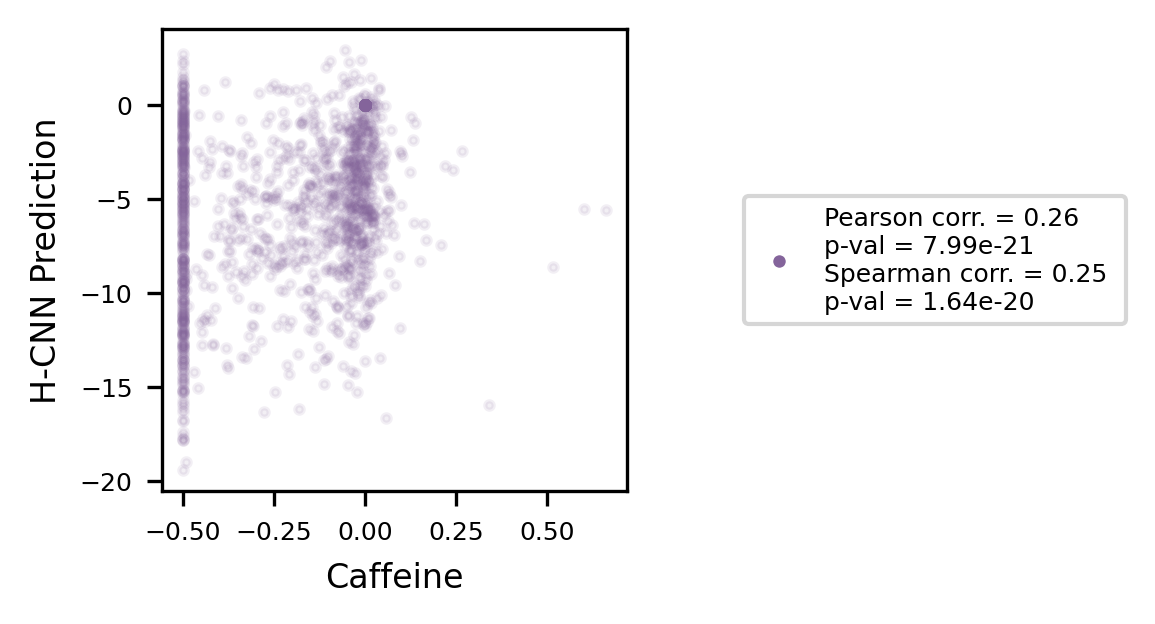 0
−5
−10
−15
−20
H-CNN Prediction
−0.50
−0.25
0.00
0.25
0.50
Caffeine
Pearson corr. = 0.26
p-val = 7.99e-21
Spearman corr. = 0.25
p-val = 1.64e-20